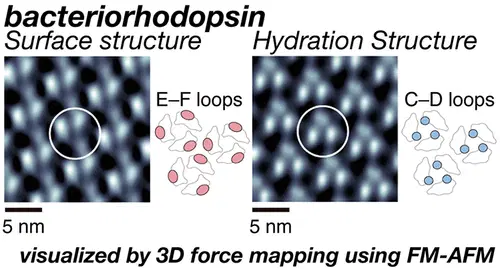 bacteriorhodopsin
Surface structure
Hydration Structure
E–F loops
C–D loops
5 nm
5 nm
visualized by 3D force mapping using FM-AFM